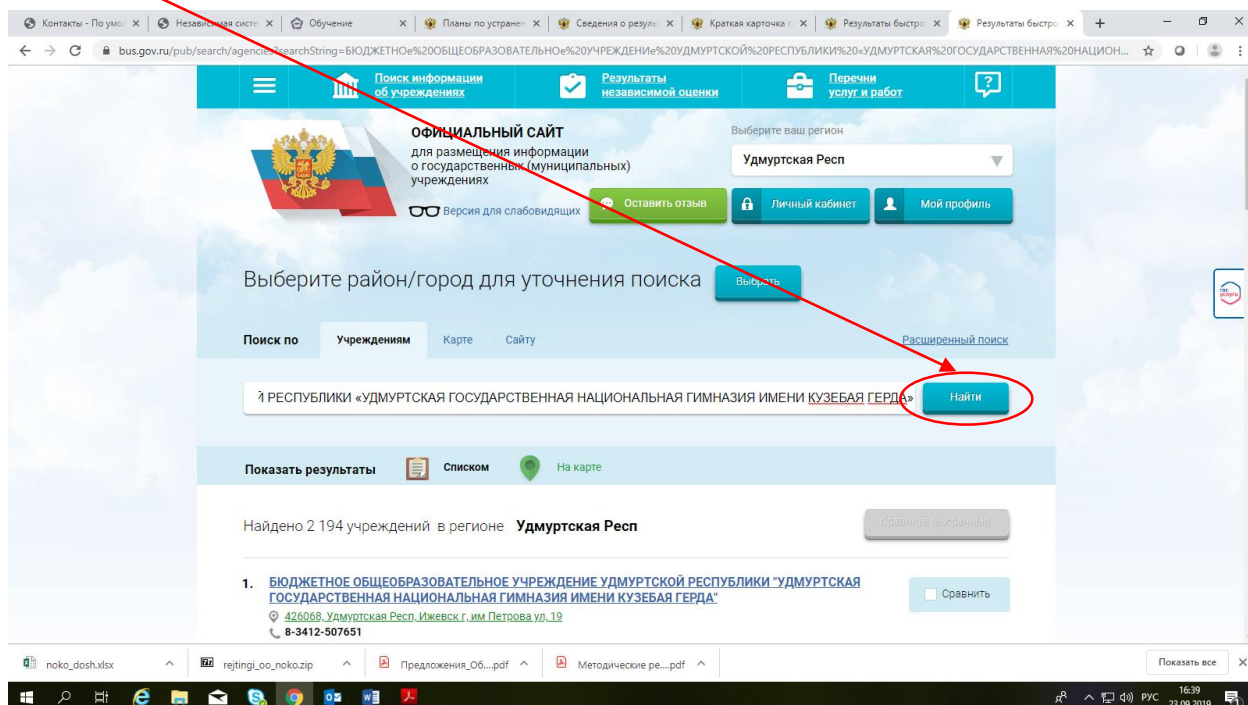 Контакты - По умо
Независимая систе
Обучение
Планы по устранен
Сведения о резуль
Краткая карточка
Результаты быстро
Результаты быстро
bus.gov.ru/pub/search/agencies?searchString=БЮДЖЕТНОе%20ОБЩЕОБРАЗОВАТЕЛЬНОе%20УЧРЕЖДЕНИе%20УДМУРТСКОЙ%20РЕСПУБЛИКИ%20«УДМУРТСКАЯ%20ГОСУДАРСТВЕННАЯ%20НАЦИОН...
Поиск информации
об учреждениях
Результаты
независимой оценки
Перечни
услуг и работ
ОФИЦИАЛЬНЫЙ САЙТ
для размещения информации
о государственных (муниципальных)
учреждениях
Версия для слабовидящих
Выберите ваш регион
Удмуртская Респ
Оставить отзыв
Личный кабинет
Мой профиль
Выберите район/город для уточнения поиска
Выбрать
гос
услуги
Поиск по
Учреждениям
Карте
Сайту
Расширенный поиск
Й РЕСПУБЛИКИ «УДМУРТСКАЯ ГОСУДАРСТВЕННАЯ НАЦИОНАЛЬНАЯ ГИМНАЗИЯ ИМЕНИ КУЗЕБАЯ ГЕРДА»
Найти
Показать результаты
Списком
На карте
Найдено 2 194 учреждений в регионе Удмуртская Респ
Сравнить выбранные
1. БЮДЖЕТНОЕ ОБЩЕОБРАЗОВАТЕЛЬНОЕ УЧРЕЖДЕНИЕ УДМУРТСКОЙ РЕСПУБЛИКИ "УДМУРТСКАЯ
ГОСУДАРСТВЕННАЯ НАЦИОНАЛЬНАЯ ГИМНАЗИЯ ИМЕНИ КУЗЕБАЯ ГЕРДА"
Сравнить
426068, Удмуртская Респ, Ижевск г, им Петрова ул, 19
8-3412-507651
noko_dosh.xlsx
rejtingi_oo_noko.zip
Предложения_Об....pdf
Методические ре....pdf
Показать все
РУС
16:39
23.09.2019